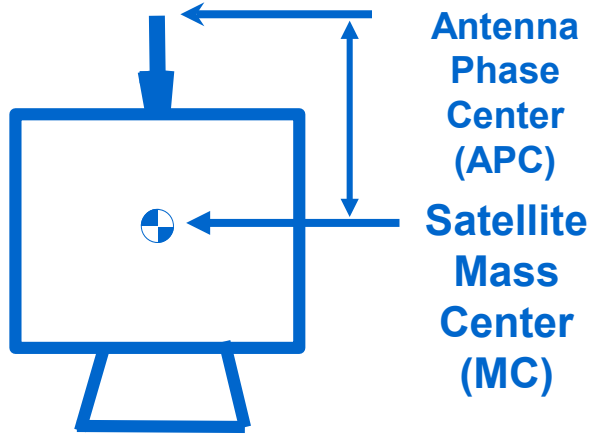 Antenna
Phase
Center
(APC)
Satellite
Mass
Center
(MC)